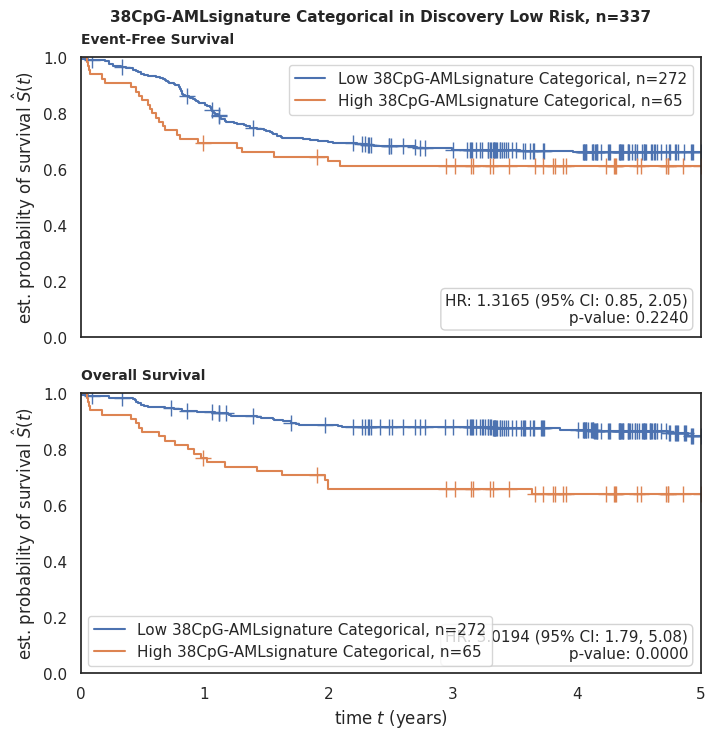 38CpG-AMLsignature Categorical in Discovery Low Risk, n=337
Event-Free Survival
est. probability of survival Ŝ(t)
1.0
0.8
0.6
0.4
0.2
0.0
Low 38CpG-AMLsignature Categorical, n=272
High 38CpG-AMLsignature Categorical, n=65
HR: 1.3165 (95% CI: 0.85, 2.05)
p-value: 0.2240
Overall Survival
est. probability of survival Ŝ(t)
1.0
0.8
0.6
0.4
0.2
0.0
Low 38CpG-AMLsignature Categorical, n=272
High 38CpG-AMLsignature Categorical, n=65
HR: 3.0194 (95% CI: 1.79, 5.08)
p-value: 0.0000
0 1 2 3 4 5
time t (years)